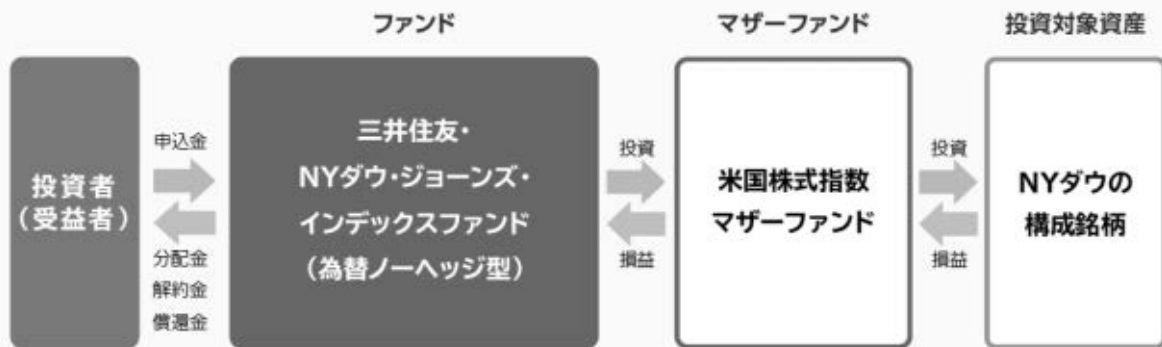 ファンド
マザーファンド
投資対象資産
投資者
（受益者）
申込金
分配金
解約金
償還金
三井住友・
NYダウ・ジョーンズ・
インデックスファンド
（為替ノーヘッジ型）
投資
損益
米国株式指数
マザーファンド
投資
損益
NYダウの
構成銘柄